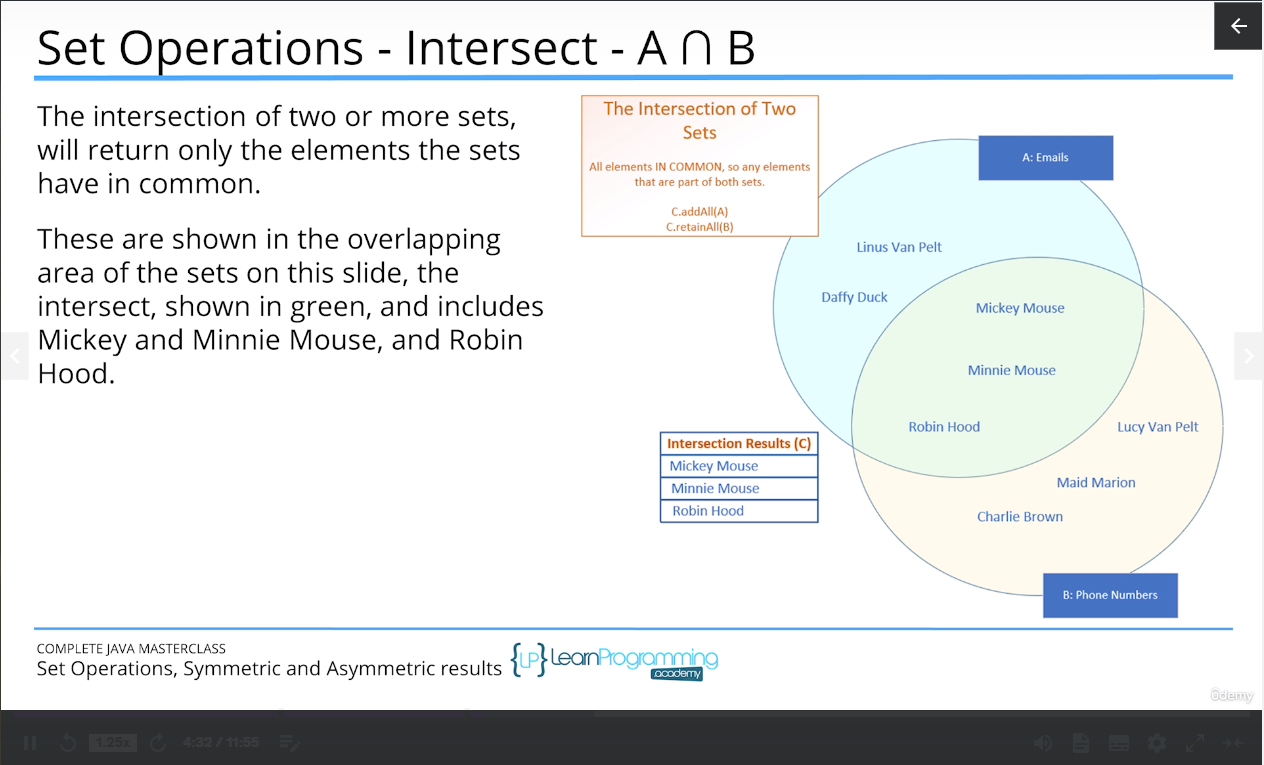 Set Operations - Intersect - A ∩ B
The intersection of two or more sets,
will return only the elements the sets
have in common.
These are shown in the overlapping
area of the sets on this slide, the
intersect, shown in green, and includes
Mickey and Minnie Mouse, and Robin
Hood.
The Intersection of Two
Sets
All elements IN COMMON, so any elements
that are part of both sets.
C.addAll(A)
C.retainAll(B)
A: Emails
Linus Van Pelt
Daffy Duck
Mickey Mouse
Minnie Mouse
Robin Hood
Lucy Van Pelt
Maid Marion
Charlie Brown
B: Phone Numbers
Intersection Results (C)
Mickey Mouse
Minnie Mouse
Robin Hood
COMPLETE JAVA MASTERCLASS
Set Operations, Symmetric and Asymmetric results
{LP} LearnProgramming
academy
ûdemy
1.25x
4:32 / 11:55